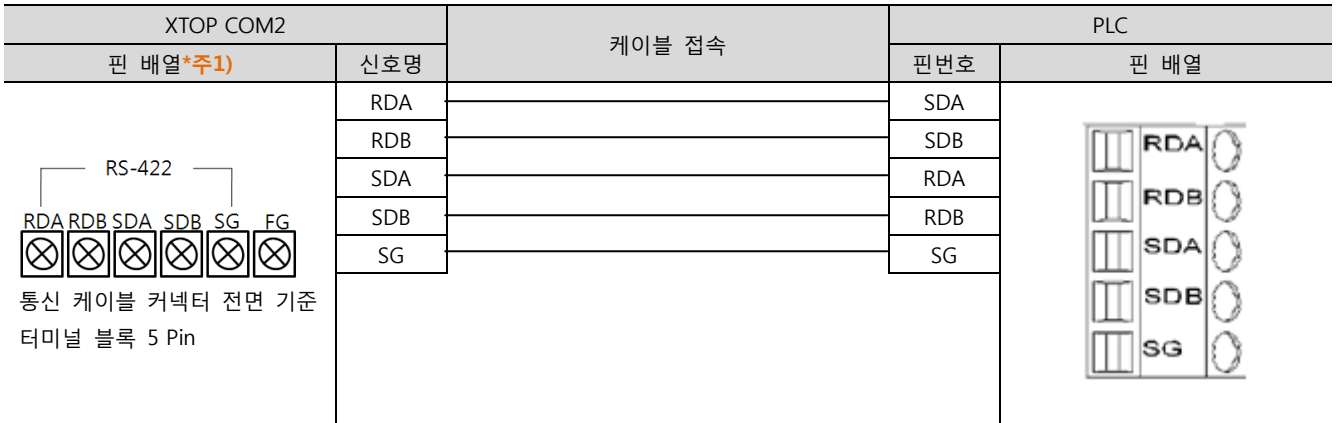 XTOP COM2
케이블 접속
PLC
핀 배열*주1)
신호명
핀번호
핀 배열
RDA
SDA
RDB
SDB
SDA
RDA
SDB
RDB
SG
SG
RS-422
RDA RDB SDA SDB SG FG
통신 케이블 커넥터 전면 기준
터미널 블록 5 Pin
RDA
RDB
SDA
SDB
SG